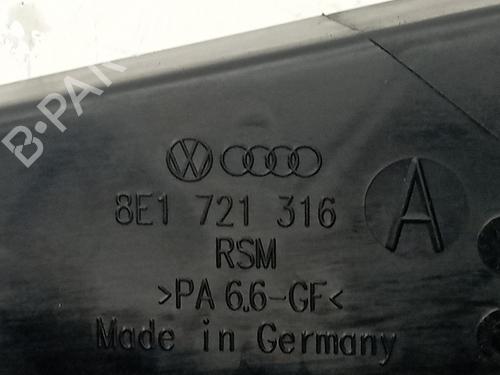 B-PAR
8E1 721 316
A
RSM
>PA 6.6-GF<
Made in Germany